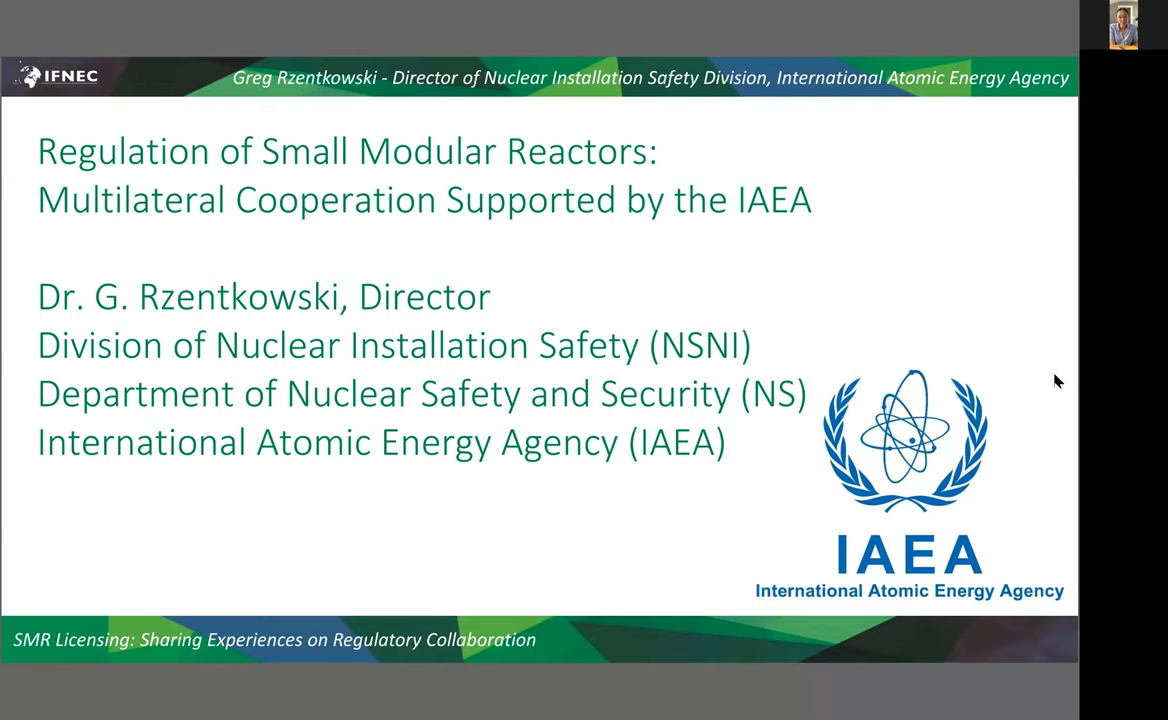 IFNEC
Greg Rzentkowski - Director of Nuclear Installation Safety Division, International Atomic Energy Agency
Regulation of Small Modular Reactors:
Multilateral Cooperation Supported by the IAEA
Dr. G. Rzentkowski, Director
Division of Nuclear Installation Safety (NSNI)
Department of Nuclear Safety and Security (NS)
International Atomic Energy Agency (IAEA)
IAEA
International Atomic Energy Agency
SMR Licensing: Sharing Experiences on Regulatory Collaboration